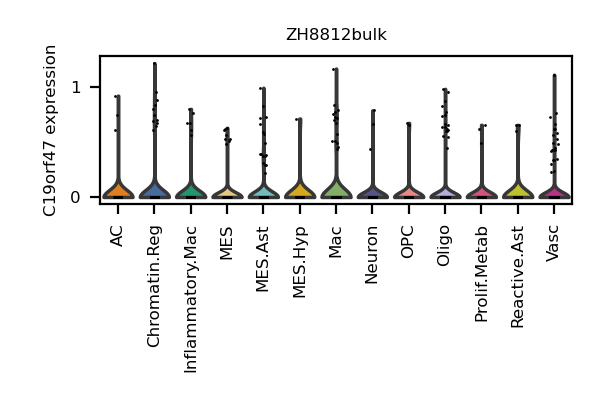 ZH8812bulk
C19orf47 expression
1
0
AC
Chromatin.Reg
Inflammatory.Mac
MES
MES.Ast
MES.Hyp
Mac
Neuron
OPC
Oligo
Prolif.Metab
Reactive.Ast
Vasc